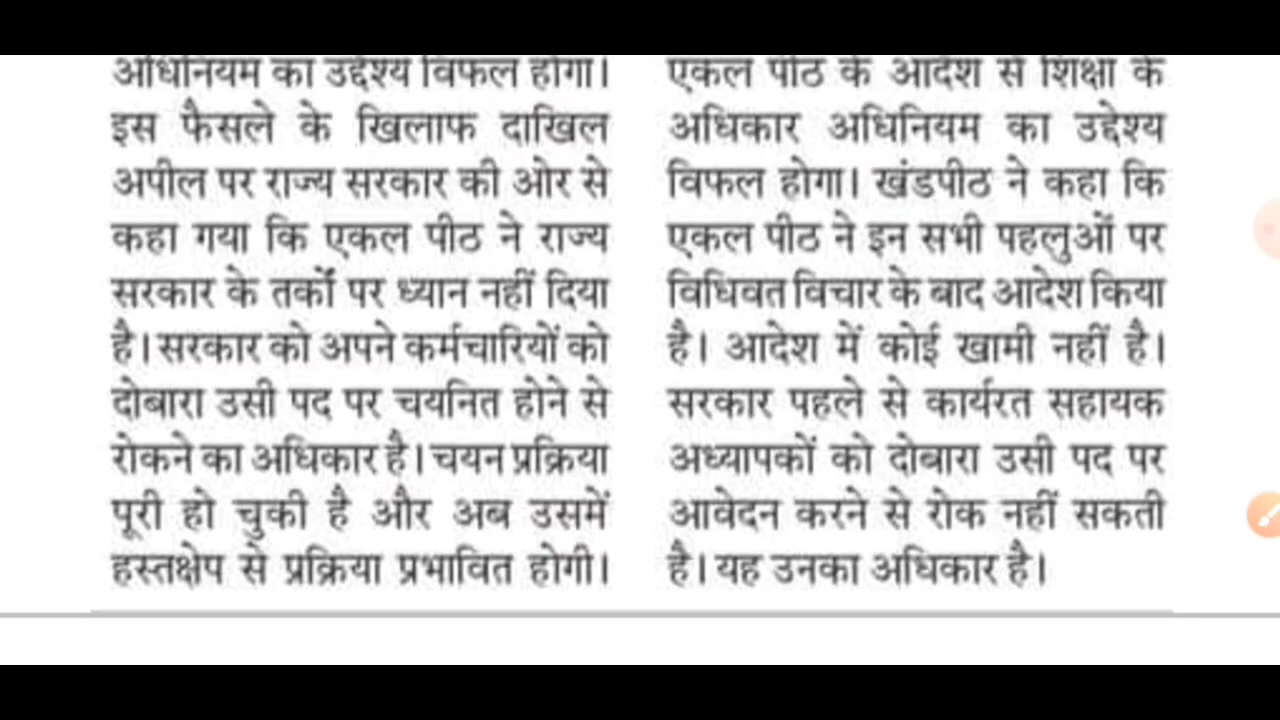 अधिनियम का उद्देश्य विफल होगा।
इस फैसले के खिलाफ दाखिल
अपील पर राज्य सरकार की ओर से
कहा गया कि एकल पीठ ने राज्य
सरकार के तर्कों पर ध्यान नहीं दिया
है। सरकार को अपने कर्मचारियों को
दोबारा उसी पद पर चयनित होने से
रोकने का अधिकार है। चयन प्रक्रिया
पूरी हो चुकी है और अब उसमें
हस्तक्षेप से प्रक्रिया प्रभावित होगी।
एकल पीठ के आदेश से शिक्षा के
अधिकार अधिनियम का उद्देश्य
विफल होगा। खंडपीठ ने कहा कि
एकल पीठ ने इन सभी पहलुओं पर
विधिवत विचार के बाद आदेश किया
है। आदेश में कोई खामी नहीं है।
सरकार पहले से कार्यरत सहायक
अध्यापकों को दोबारा उसी पद पर
आवेदन करने से रोक नहीं सकती
है। यह उनका अधिकार है।